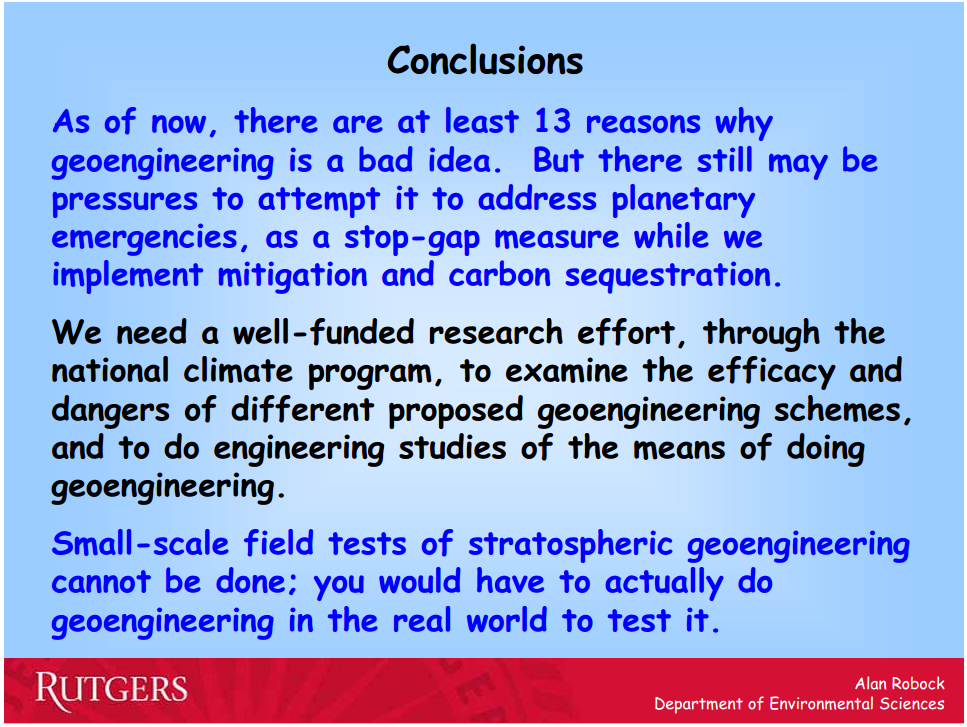 Conclusions
As of now, there are at least 13 reasons why
geoengineering is a bad idea.  But there still may be
pressures to attempt it to address planetary
emergencies, as a stop-gap measure while we
implement mitigation and carbon sequestration.
We need a well-funded research effort, through the
national climate program, to examine the efficacy and
dangers of different proposed geoengineering schemes,
and to do engineering studies of the means of doing
geoengineering.
Small-scale field tests of stratospheric geoengineering
cannot be done; you would have to actually do
geoengineering in the real world to test it.
RUTGERS
Alan Robock
Department of Environmental Sciences